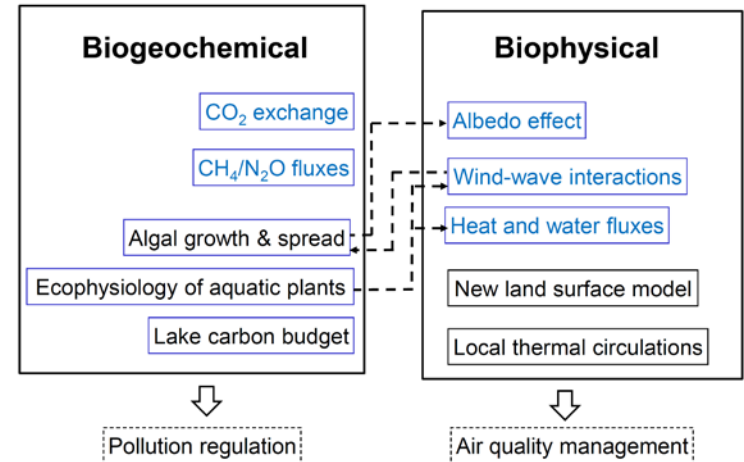 Biogeochemical
CO₂ exchange
CH₄/N₂O fluxes
Algal growth & spread
Ecophysiology of aquatic plants
Lake carbon budget
Pollution regulation
Biophysical
Albedo effect
Wind-wave interactions
Heat and water fluxes
New land surface model
Local thermal circulations
Air quality management